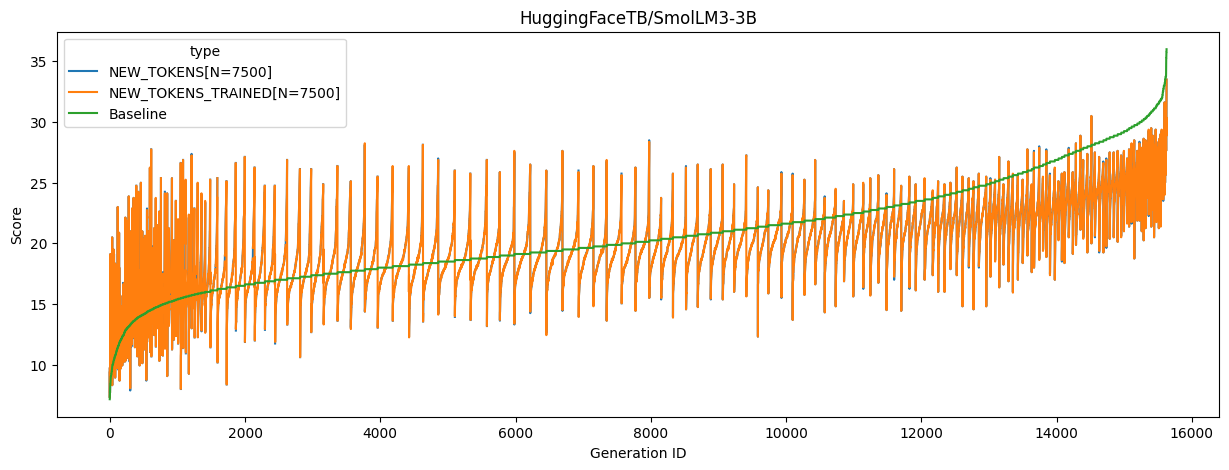 HuggingFaceTB/SmolLM3-3B
type
NEW_TOKENS[N=7500]
NEW_TOKENS_TRAINED[N=7500]
Baseline
Score
35
30
25
20
15
10
0 2000 4000 6000 8000 10000 12000 14000 16000
Generation ID